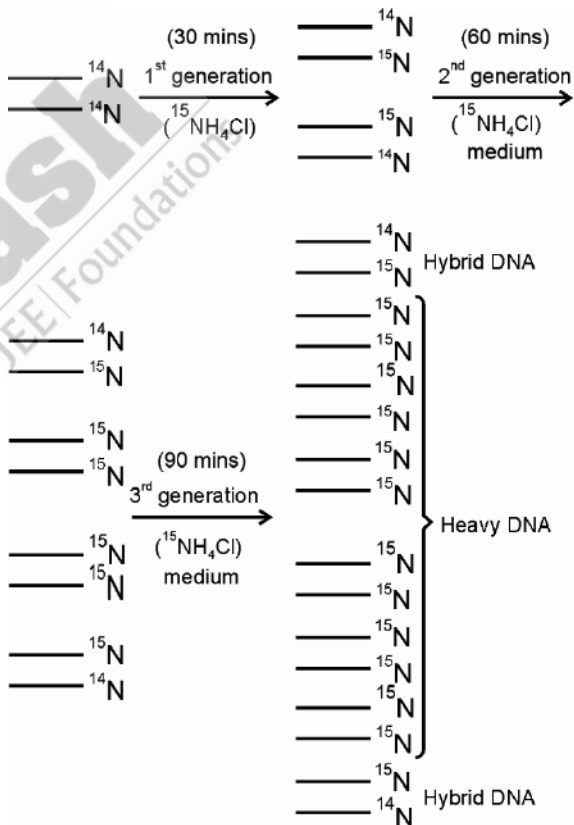 ¹⁴N
¹⁴N
(30 mins)
1ˢᵗ generation
(¹⁵NH₄Cl)
¹⁴N
¹⁵N
¹⁵N
¹⁴N
(60 mins)
2ⁿᵈ generation
(¹⁵NH₄Cl)
medium
¹⁴N
¹⁵N
¹⁵N
¹⁵N
¹⁵N
¹⁵N
¹⁵N
¹⁴N
(90 mins)
3ʳᵈ generation
(¹⁵NH₄Cl)
medium
¹⁴N
¹⁵N
Hybrid DNA
¹⁵N
¹⁵N
¹⁵N
¹⁵N
¹⁵N
¹⁵N
¹⁵N
¹⁵N
¹⁵N
¹⁵N
¹⁵N
¹⁵N
Heavy DNA
¹⁵N
¹⁴N
Hybrid DNA
JEE | Foundations